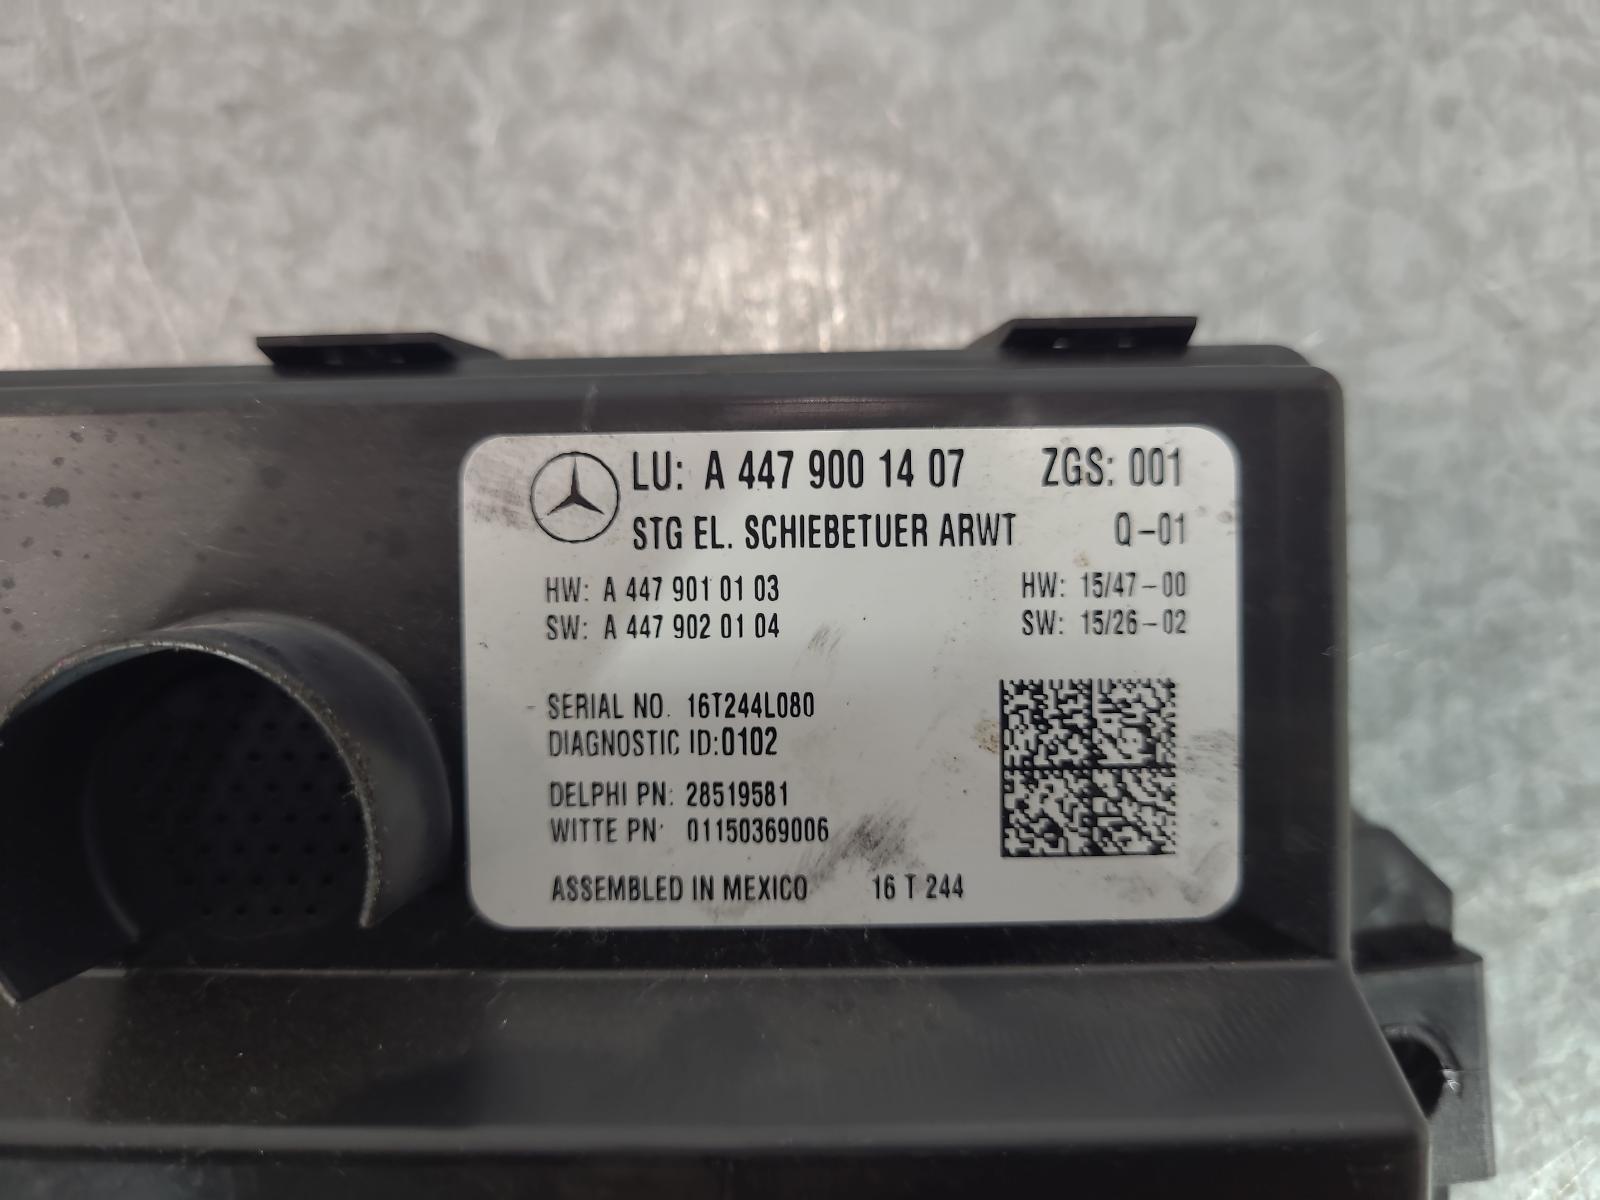 LU: A 447 900 14 07 ZGS: 001
STG EL. SCHIEBETUER ARWT Q-01
HW: A 447 901 01 03 HW: 15/47-00
SW: A 447 902 01 04 SW: 15/26-02
SERIAL NO. 16T244L080
DIAGNOSTIC ID:0102
DELPHI PN: 28519581
WITTE PN: 01150369006
ASSEMBLED IN MEXICO 16 T 244